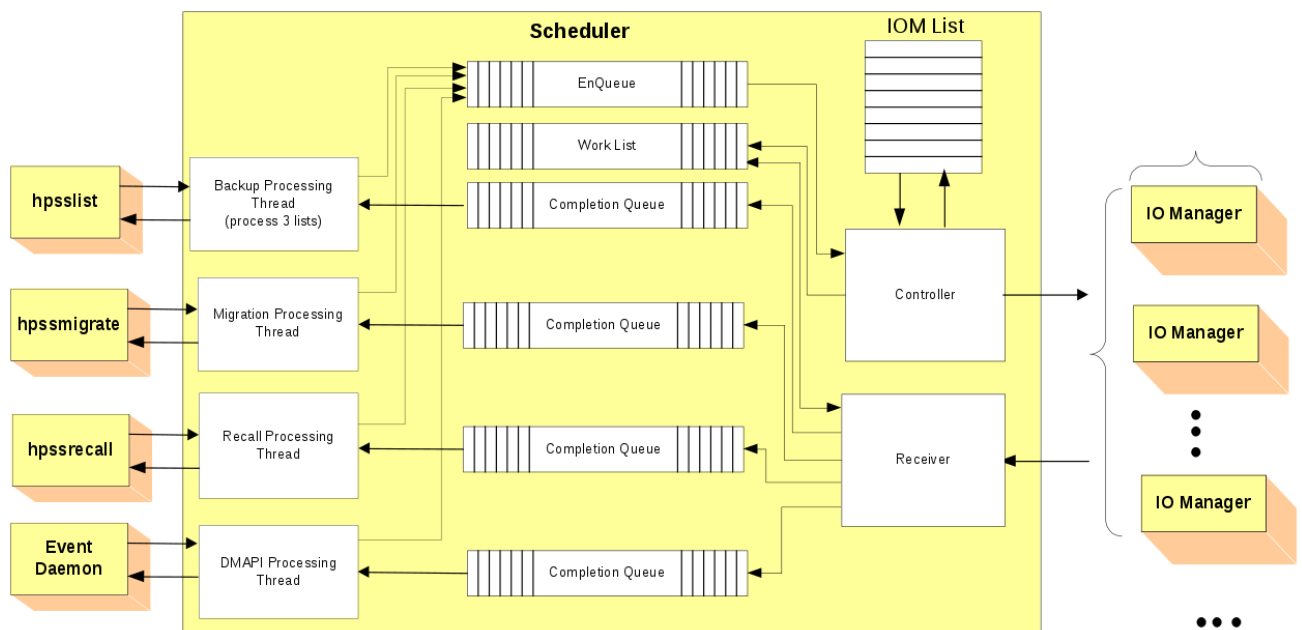 Scheduler
IOM List
EnQueue
Work List
hpsslist
Backup Processing
Thread
(process 3 lists)
Completion Queue
IO Manager
hpssmigrate
Migration Processing
Thread
Completion Queue
Controller
IO Manager
hpssrecall
Recall Processing
Thread
Completion Queue
Receiver
IO Manager
Event
Daemon
DMAPI Processing
Thread
Completion Queue